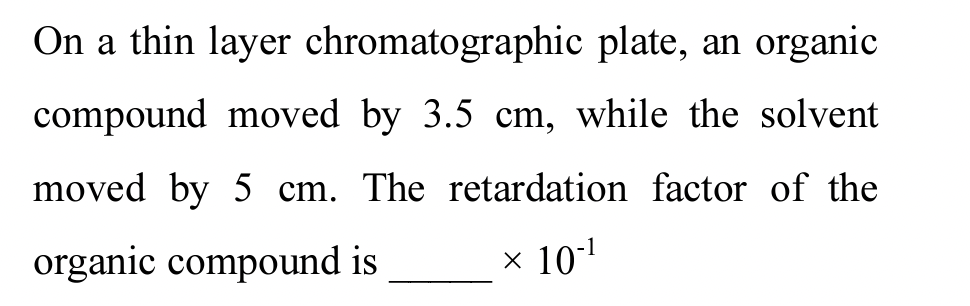 On a thin layer chromatographic plate, an organic
compound moved by 3.5 cm, while the solvent
moved by 5 cm. The retardation factor of the
organic compound is _____ × 10⁻¹